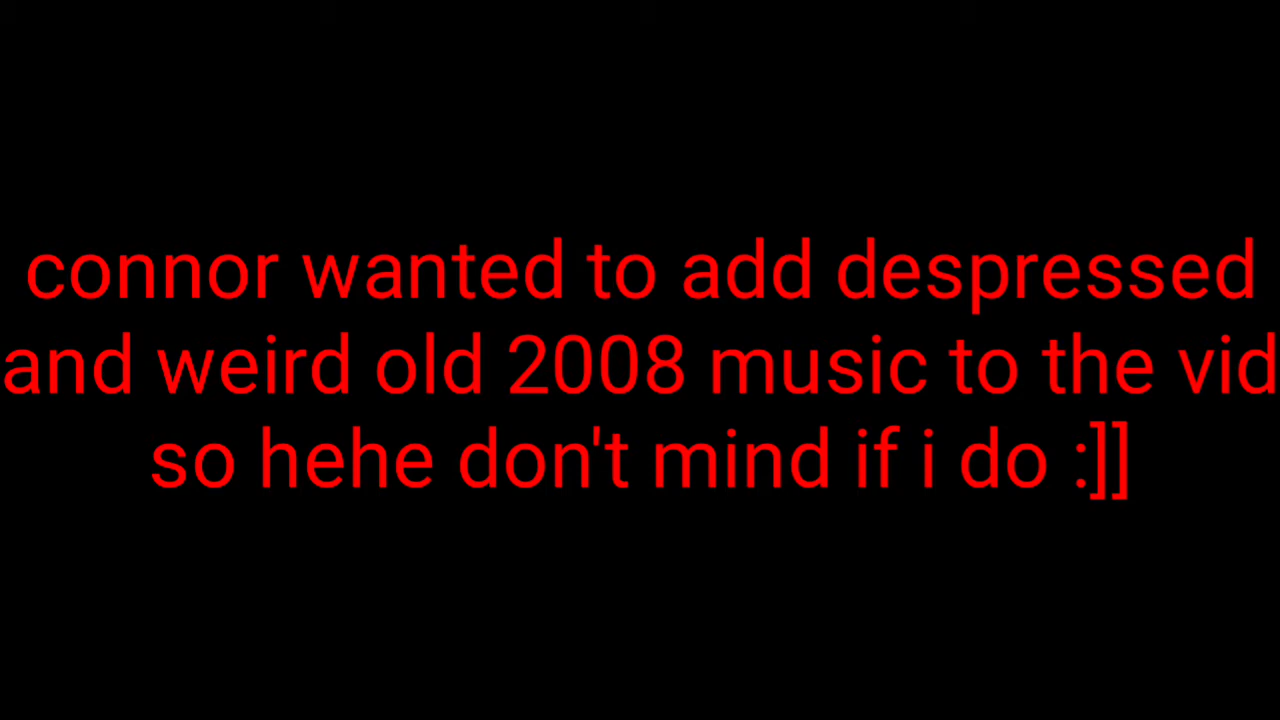 connor wanted to add despressed
and weird old 2008 music to the vid
so hehe don't mind if i do :]]